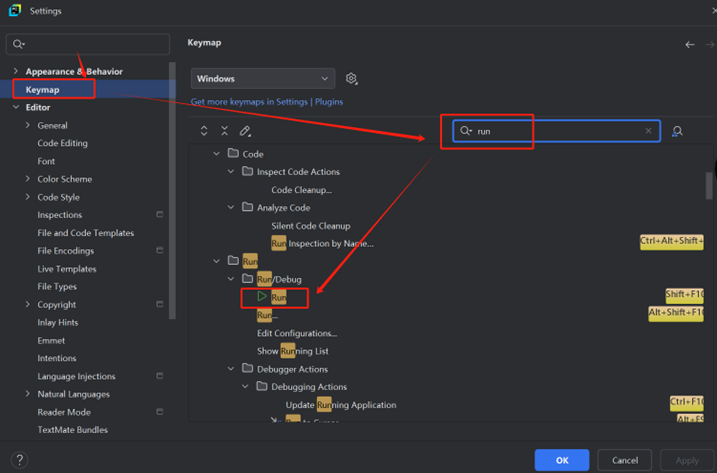 Settings
Keymap
Appearance & Behavior
Keymap
Editor
General
Code Editing
Font
Color Scheme
Code Style
Inspections
File and Code Templates
File Encodings
Live Templates
File Types
Copyright
Inlay Hints
Emmet
Intentions
Language Injections
Natural Languages
Reader Mode
TextMate Bundles
Windows
Get more keymaps in Settings | Plugins
run
Code
Inspect Code Actions
Code Cleanup...
Analyze Code
Silent Code Cleanup
Run Inspection by Name... Ctrl+Alt+Shift+
Run
Run/Debug
Run Shift+F10
Run... Alt+Shift+F10
Edit Configurations...
Show Running List
Debugger Actions
Debugging Actions
Update Running Application Ctrl+F10
Run to Cursor Alt+F9
? OK Cancel Apply